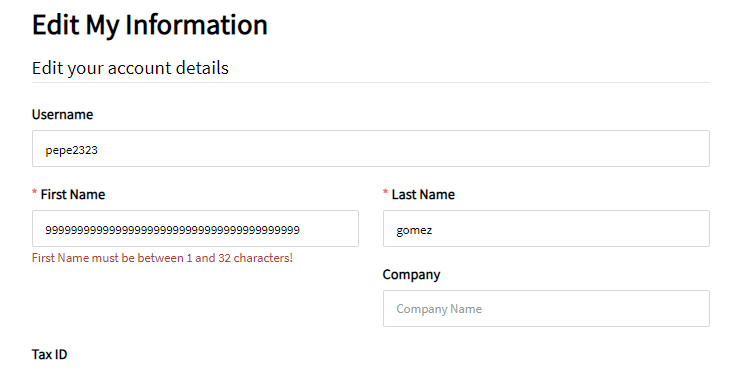 Edit My Information
Edit your account details
Username
pepe2323
* First Name
* Last Name
9999999999999999999999999999999999999999
gomez
First Name must be between 1 and 32 characters!
Company
Company Name
Tax ID